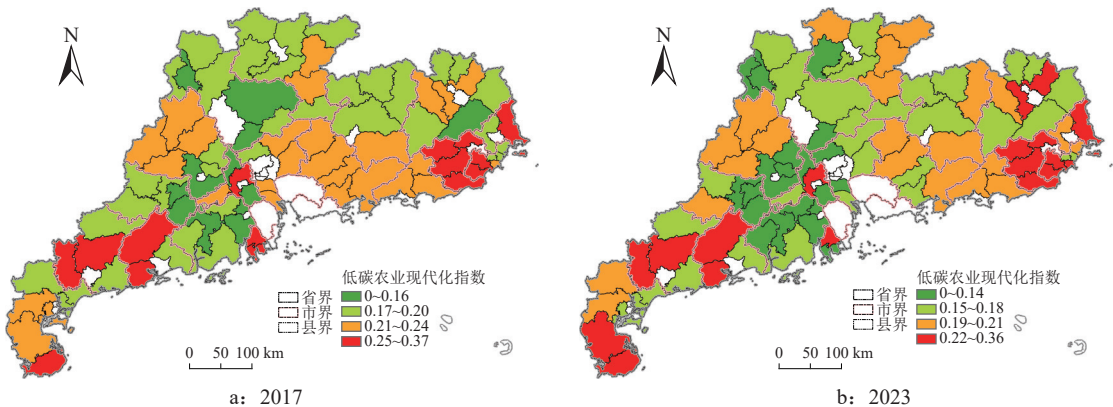 N
低碳农业现代化指数
省界
市界
县界
0~0.16
0.17~0.20
0.21~0.24
0.25~0.37
0 50 100 km
a：2017
N
低碳农业现代化指数
省界
市界
县界
0~0.14
0.15~0.18
0.19~0.21
0.22~0.36
0 50 100 km
b：2023